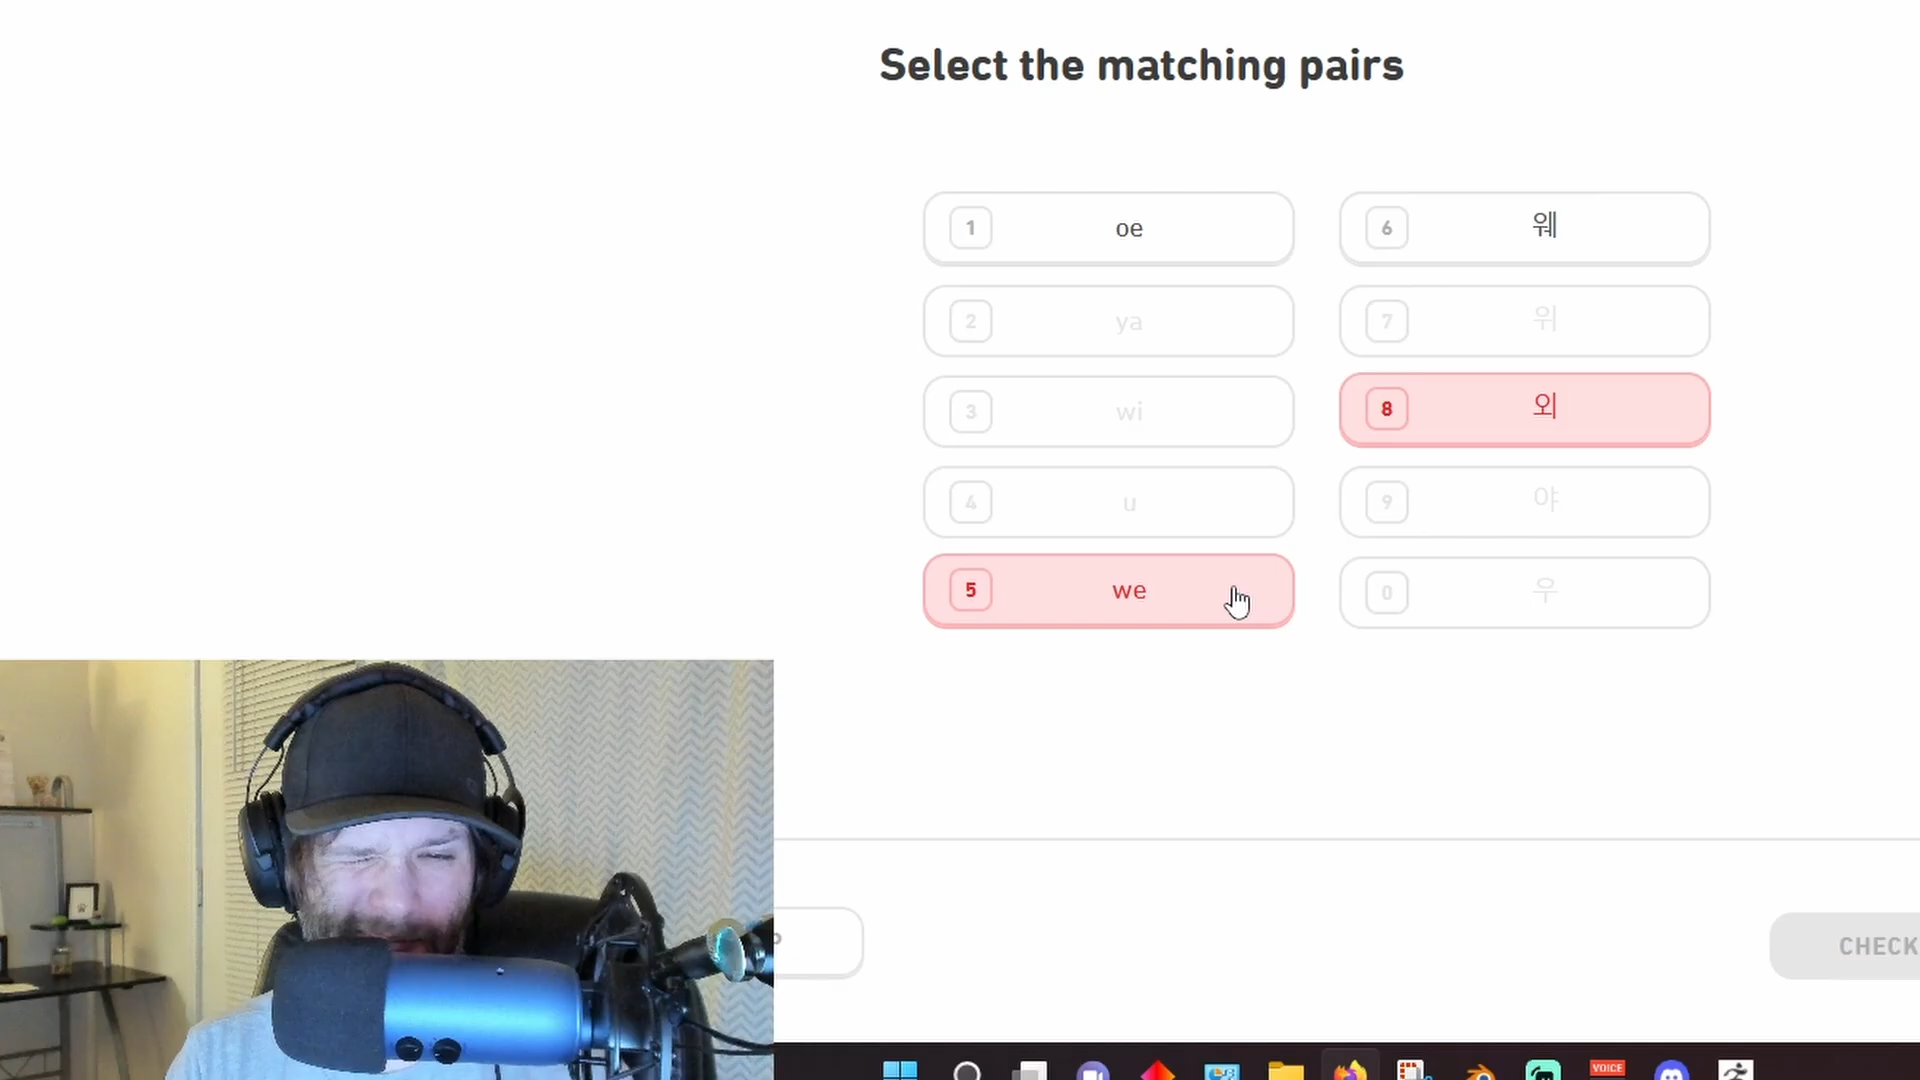 Select the matching pairs
1 oe
6 웨
2 ya
7 위
3 wi
8 외
4 u
9 야
5 we
0 우
P
CHECK
VOICE